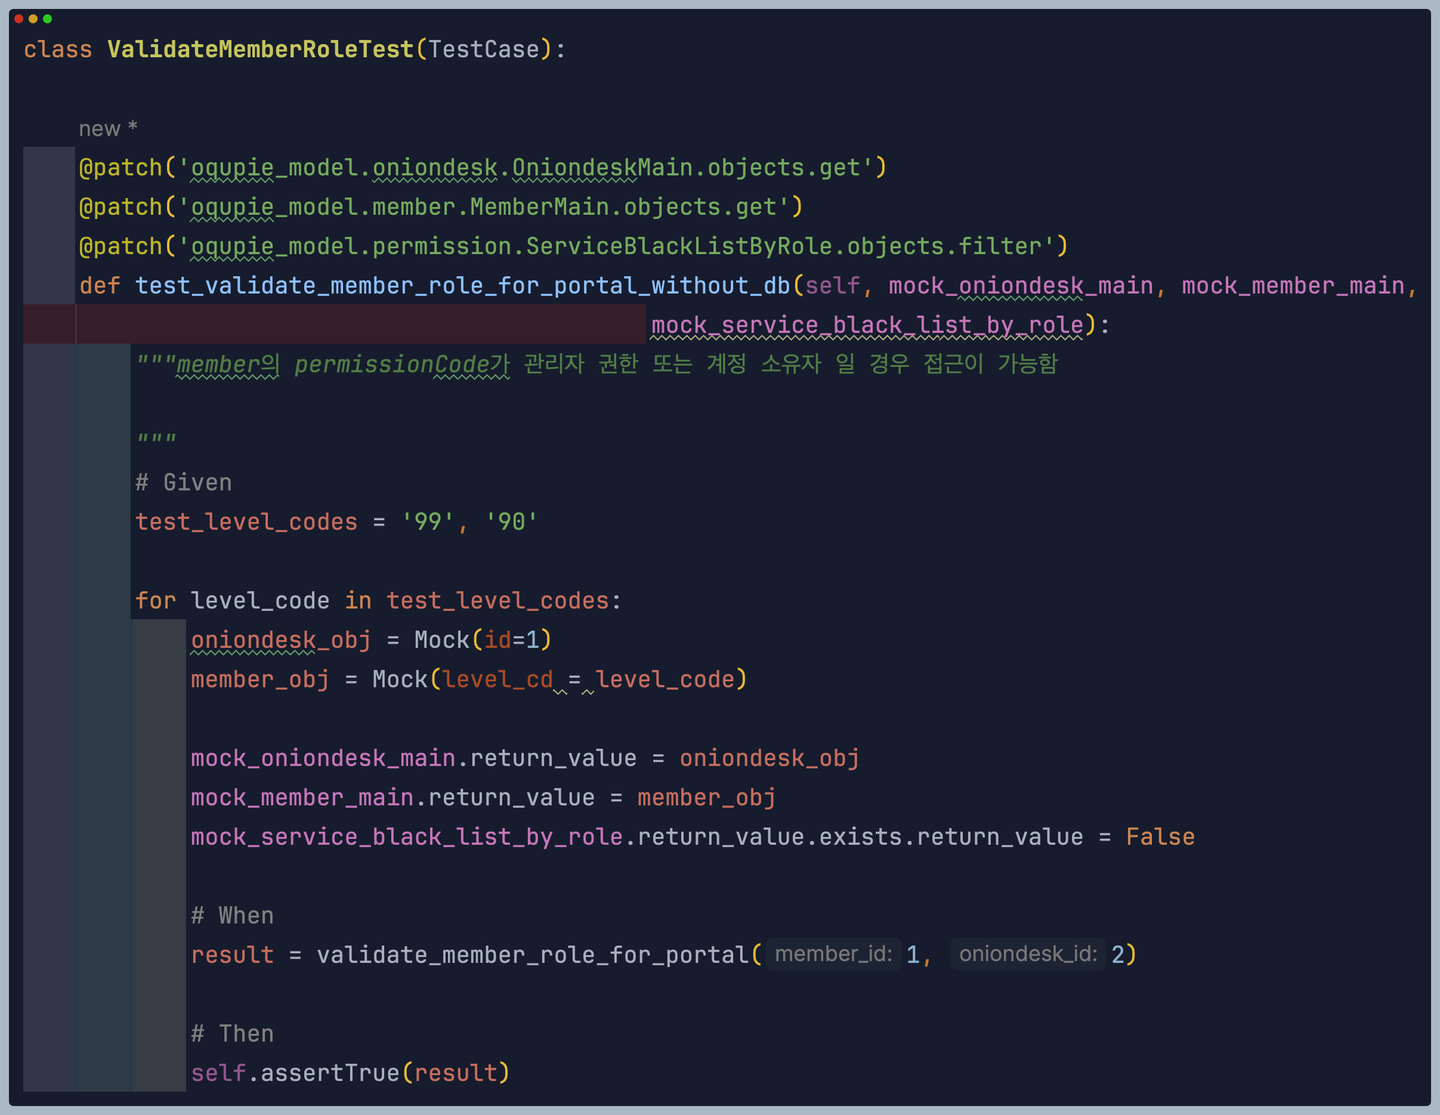 class ValidateMemberRoleTest(TestCase):
new *
@patch('oqupie_model.oniondesk.OniondeskMain.objects.get')
@patch('oqupie_model.member.MemberMain.objects.get')
@patch('oqupie_model.permission.ServiceBlackListByRole.objects.filter')
def test_validate_member_role_for_portal_without_db(self, mock_oniondesk_main, mock_member_main,
mock_service_black_list_by_role):
"""member의 permissionCode가 관리자 권한 또는 계정 소유자 일 경우 접근이 가능함
"""
# Given
test_level_codes = '99', '90'
for level_code in test_level_codes:
oniondesk_obj = Mock(id=1)
member_obj = Mock(level_cd = level_code)
mock_oniondesk_main.return_value = oniondesk_obj
mock_member_main.return_value = member_obj
mock_service_black_list_by_role.return_value.exists.return_value = False
# When
result = validate_member_role_for_portal( member_id: 1, oniondesk_id: 2)
# Then
self.assertTrue(result)